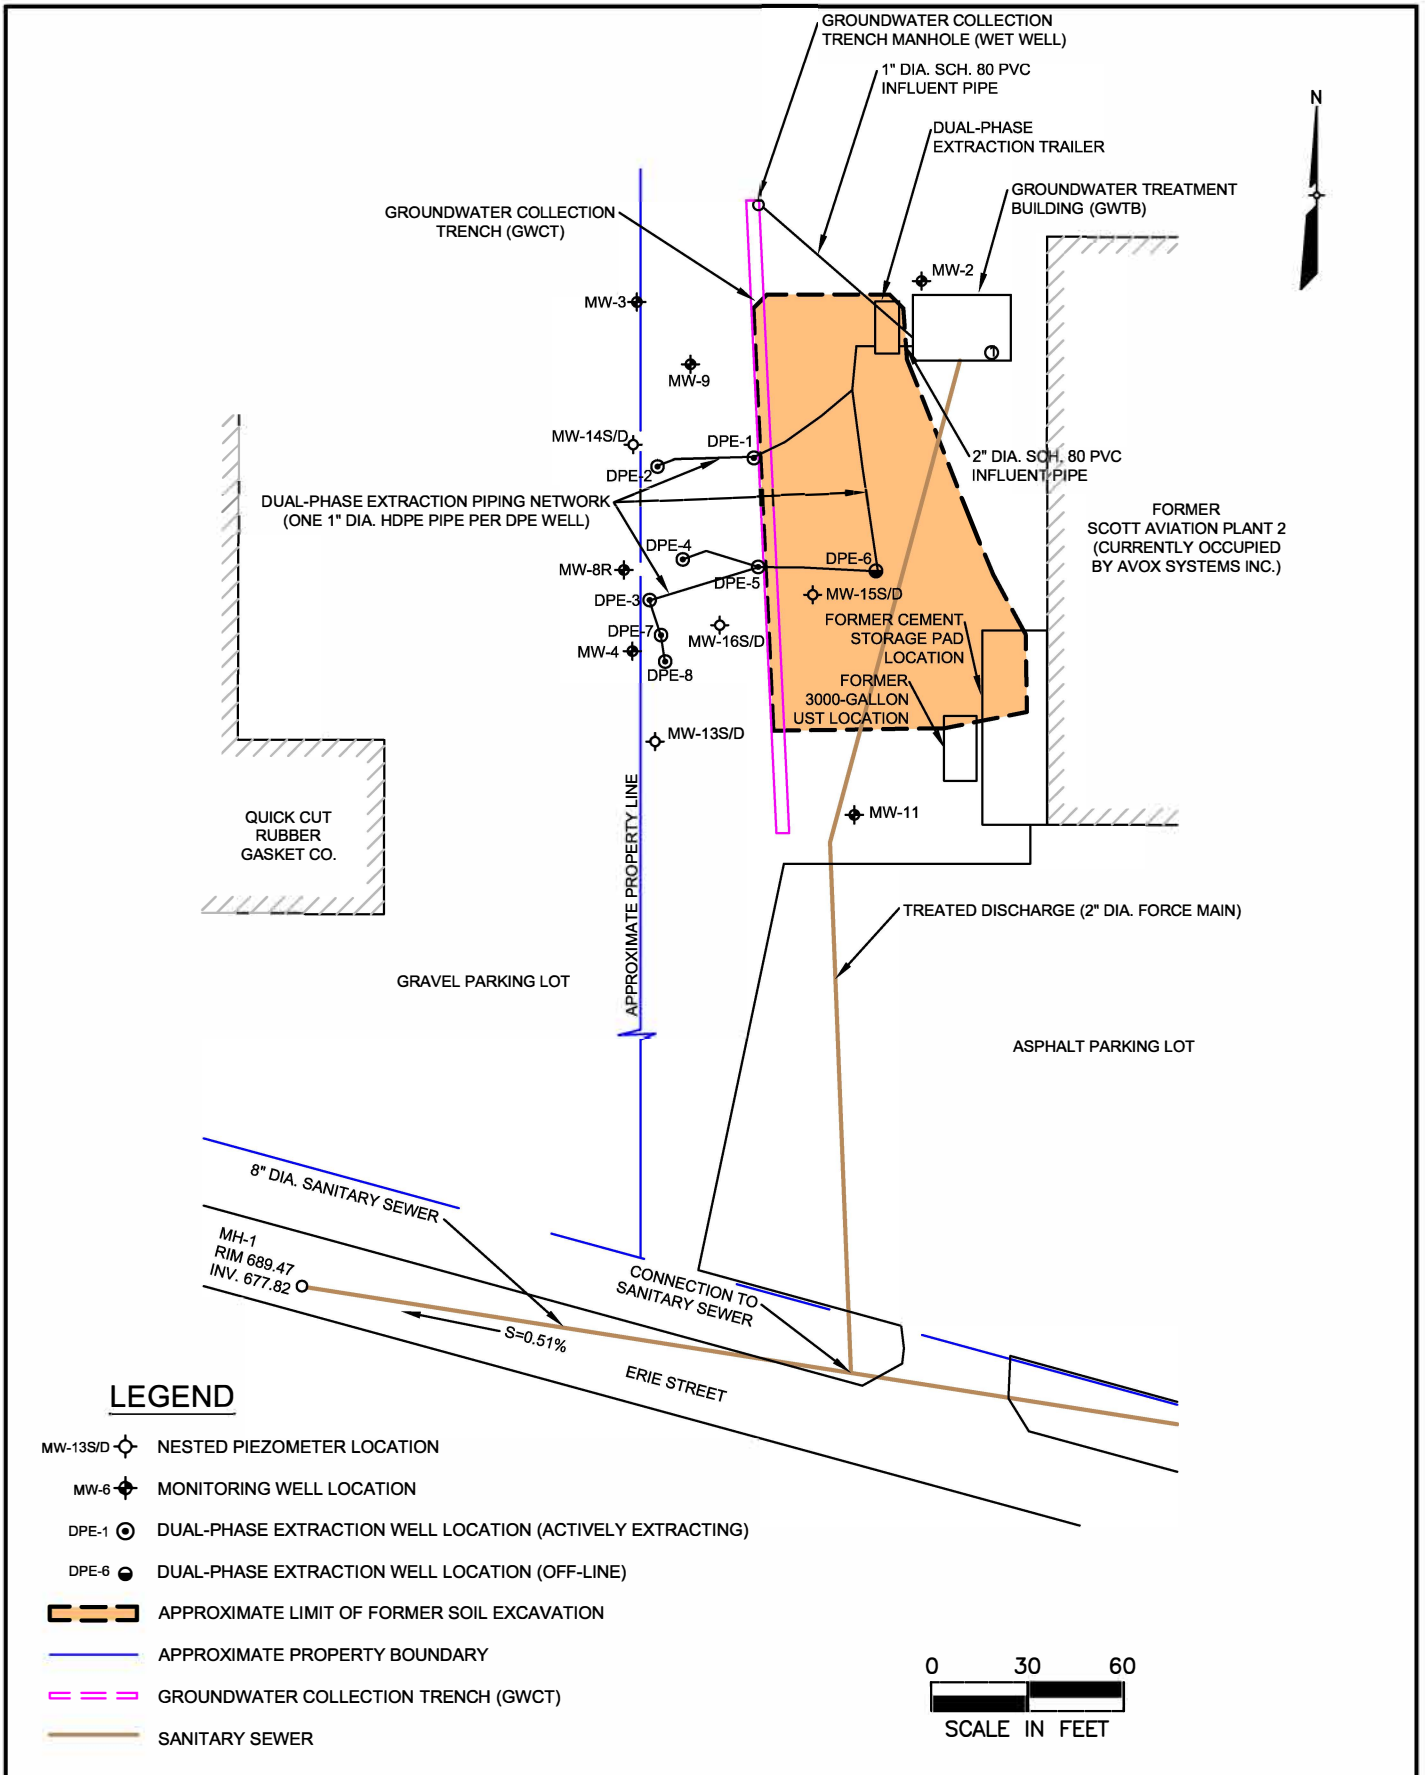 GROUNDWATER COLLECTION
TRENCH MANHOLE (WET WELL)
1" DIA. SCH. 80 PVC
INFLUENT PIPE
N
DUAL-PHASE
EXTRACTION TRAILER
GROUNDWATER TREATMENT
BUILDING (GWTB)
GROUNDWATER COLLECTION
TRENCH (GWCT)
MW-2
MW-3
MW-9
MW-14S/D
DPE-1
DPE-2
2" DIA. SCH. 80 PVC
INFLUENT PIPE
DUAL-PHASE EXTRACTION PIPING NETWORK
(ONE 1" DIA. HDPE PIPE PER DPE WELL)
FORMER
SCOTT AVIATION PLANT 2
(CURRENTLY OCCUPIED
BY AVOX SYSTEMS INC.)
DPE-4
DPE-6
MW-8R
DPE-5
DPE-3
MW-15S/D
DPE-7
MW-16S/D
FORMER CEMENT
STORAGE PAD
LOCATION
MW-4
DPE-8
FORMER
3000-GALLON
UST LOCATION
MW-13S/D
APPROXIMATE PROPERTY LINE
QUICK CUT
RUBBER
GASKET CO.
MW-11
TREATED DISCHARGE (2" DIA. FORCE MAIN)
GRAVEL PARKING LOT
ASPHALT PARKING LOT
8" DIA. SANITARY SEWER
MH-1
RIM 689.47
INV. 677.82
CONNECTION TO
SANITARY SEWER
S=0.51%
ERIE STREET
LEGEND
MW-13S/D NESTED PIEZOMETER LOCATION
MW-6 MONITORING WELL LOCATION
DPE-1 DUAL-PHASE EXTRACTION WELL LOCATION (ACTIVELY EXTRACTING)
DPE-6 DUAL-PHASE EXTRACTION WELL LOCATION (OFF-LINE)
APPROXIMATE LIMIT OF FORMER SOIL EXCAVATION
APPROXIMATE PROPERTY BOUNDARY
GROUNDWATER COLLECTION TRENCH (GWCT)
SANITARY SEWER
0 30 60
SCALE IN FEET